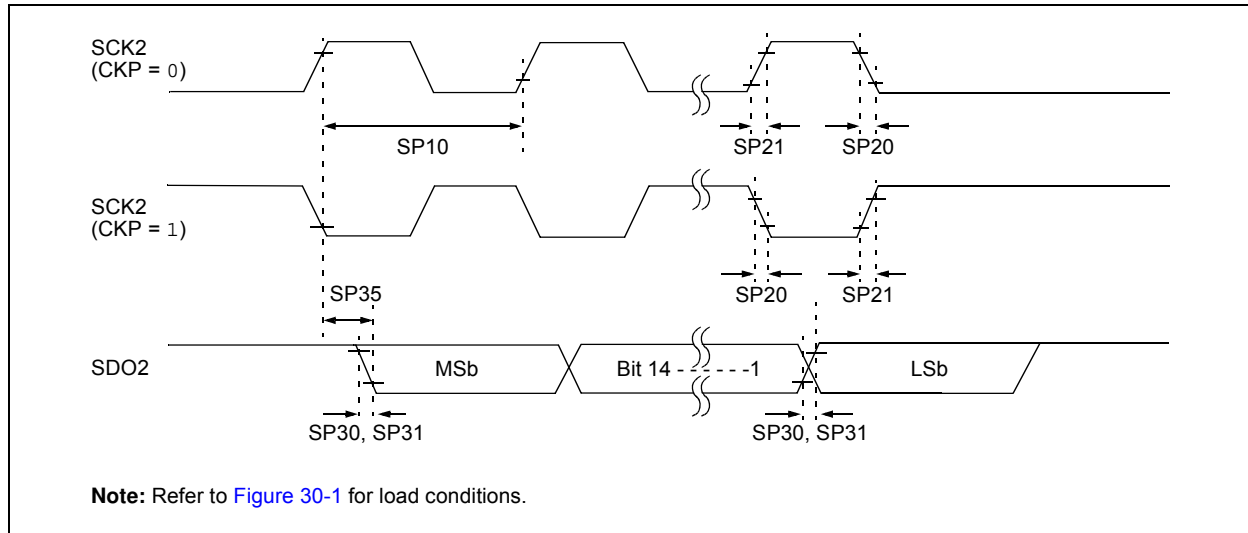 SCK2
(CKP = 0)
SP10
SP21
SP20
SCK2
(CKP = 1)
SP20
SP21
SP35
SDO2
MSb
Bit 14 - - - - - - -1
LSb
SP30, SP31
SP30, SP31
Note: Refer to Figure 30-1 for load conditions.